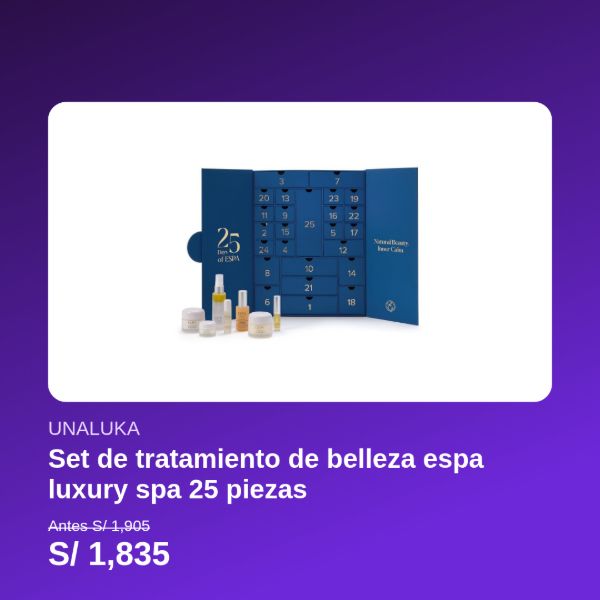 3 7
20 13 23 19
11 9 25 16 22
2 15 5 17
24 4 12
8 10 14
21
6 1 18
25
Days
of ESPA
Natural Beauty.
Inner Calm.
UNALUKA
Set de tratamiento de belleza espa
luxury spa 25 piezas
Antes S/ 1,905
S/ 1,835